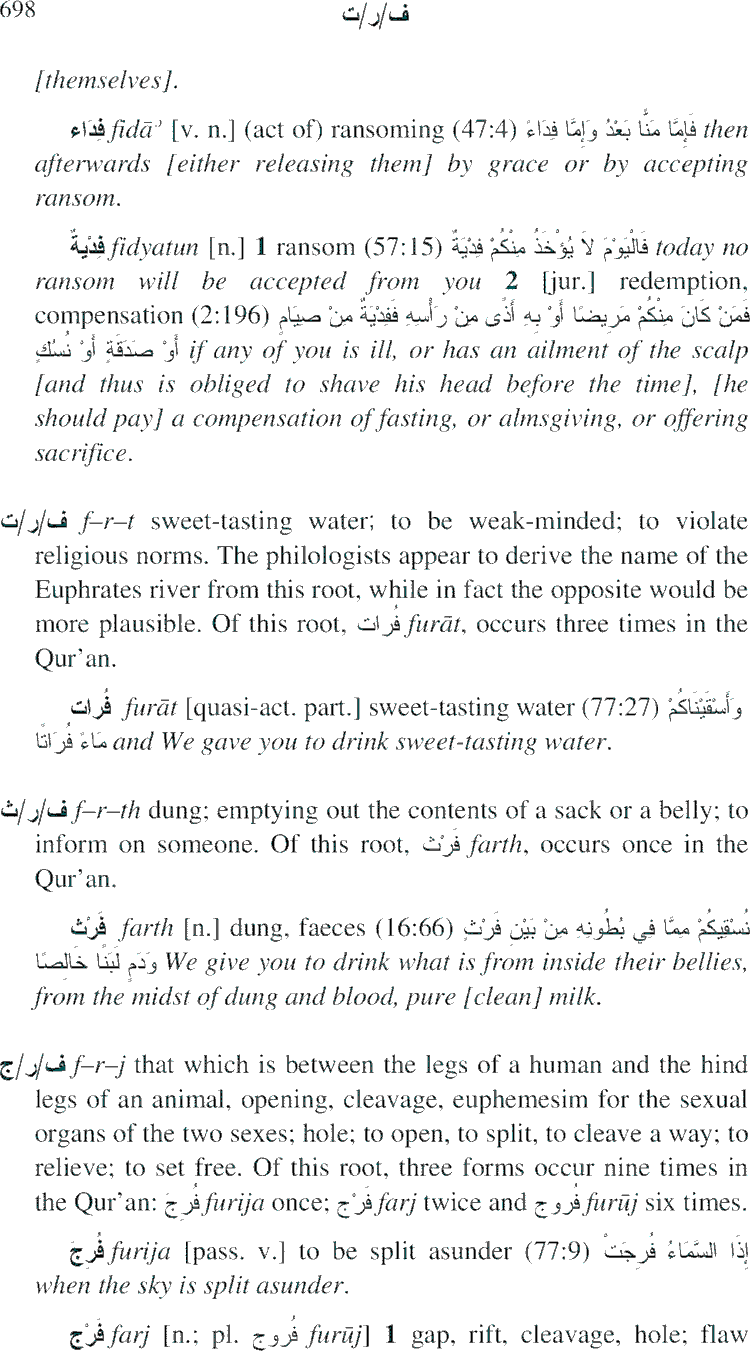 698 ف/ر/ت
[themselves].
فِدَاء fidāʾ [v. n.] (act of) ransoming (47:4) فَإِمَّا مَنًّا بَعْدُ وَإِمَّا فِدَاءً then
afterwards [either releasing them] by grace or by accepting
ransom.
فِدْيَةٌ fidyatun [n.] 1 ransom (57:15) فَالْيَوْمَ لاَ يُؤْخَذُ مِنْكُمْ فِدْيَةٌ today no
ransom will be accepted from you 2 [jur.] redemption,
compensation (2:196) فَمَنْ كَانَ مِنْكُمْ مَرِيضًا أَوْ بِهِ أَذًى مِنْ رَأْسِهِ فَفِدْيَةٌ مِنْ صِيَامٍ
أَوْ صَدَقَةٍ أَوْ نُسُكٍ if any of you is ill, or has an ailment of the scalp
[and thus is obliged to shave his head before the time], [he
should pay] a compensation of fasting, or almsgiving, or offering
sacrifice.
ف/ر/ت f–r–t sweet-tasting water; to be weak-minded; to violate
religious norms. The philologists appear to derive the name of the
Euphrates river from this root, while in fact the opposite would be
more plausible. Of this root, فُرات furāt, occurs three times in the
Qur’an.
فُرات furāt [quasi-act. part.] sweet-tasting water (77:27) وَأَسْقَيْنَاكُمْ
مَاءً فُرَاتًا and We gave you to drink sweet-tasting water.
ف/ر/ث f–r–th dung; emptying out the contents of a sack or a belly; to
inform on someone. Of this root, فَرْث farth, occurs once in the
Qur’an.
فَرْث farth [n.] dung, faeces (16:66) نُسْقِيكُمْ مِمَّا فِي بُطُونِهِ مِنْ بَيْنِ فَرْثٍ
وَدَمٍ لَبَنًا خَالِصًا We give you to drink what is from inside their bellies,
from the midst of dung and blood, pure [clean] milk.
ف/ر/ج f–r–j that which is between the legs of a human and the hind
legs of an animal, opening, cleavage, euphemesim for the sexual
organs of the two sexes; hole; to open, to split, to cleave a way; to
relieve; to set free. Of this root, three forms occur nine times in
the Qur’an: فُرِجَ furija once; فَرْج farj twice and فُروج furūj six times.
فُرِجَ furija [pass. v.] to be split asunder (77:9) إِذَا السَّمَاءُ فُرِجَتْ
when the sky is split asunder.
فَرْج farj [n.; pl. فُروج furūj] 1 gap, rift, cleavage, hole; flaw